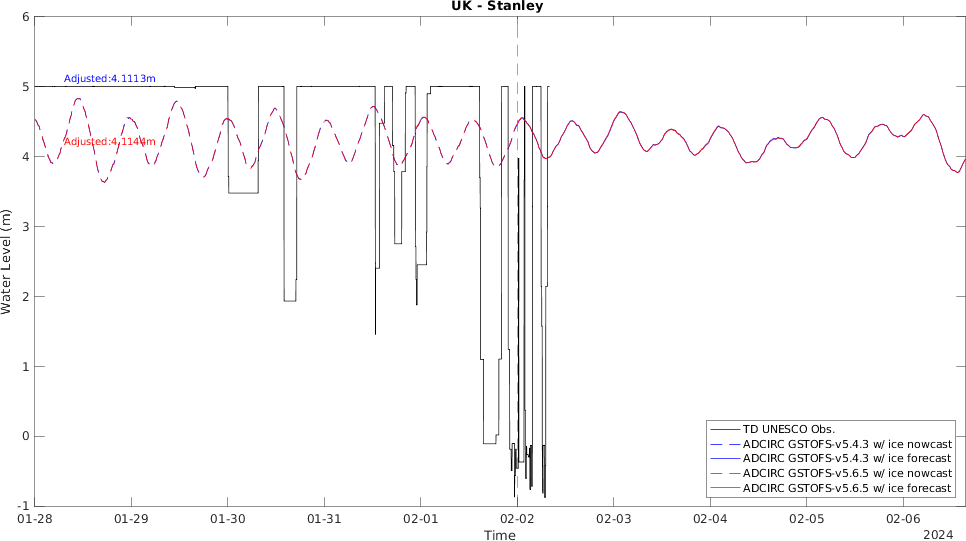 UK - Stanley
6
5
4
3
2
1
0
-1
Water Level (m)
Adjusted:4.1113m
Adjusted:4.1144m
TD UNESCO Obs.
ADCIRC GSTOFS-v5.4.3 w/ ice nowcast
ADCIRC GSTOFS-v5.4.3 w/ ice forecast
ADCIRC GSTOFS-v5.6.5 w/ ice nowcast
ADCIRC GSTOFS-v5.6.5 w/ ice forecast
01-28 01-29 01-30 01-31 02-01 02-02 02-03 02-04 02-05 02-06
Time
2024